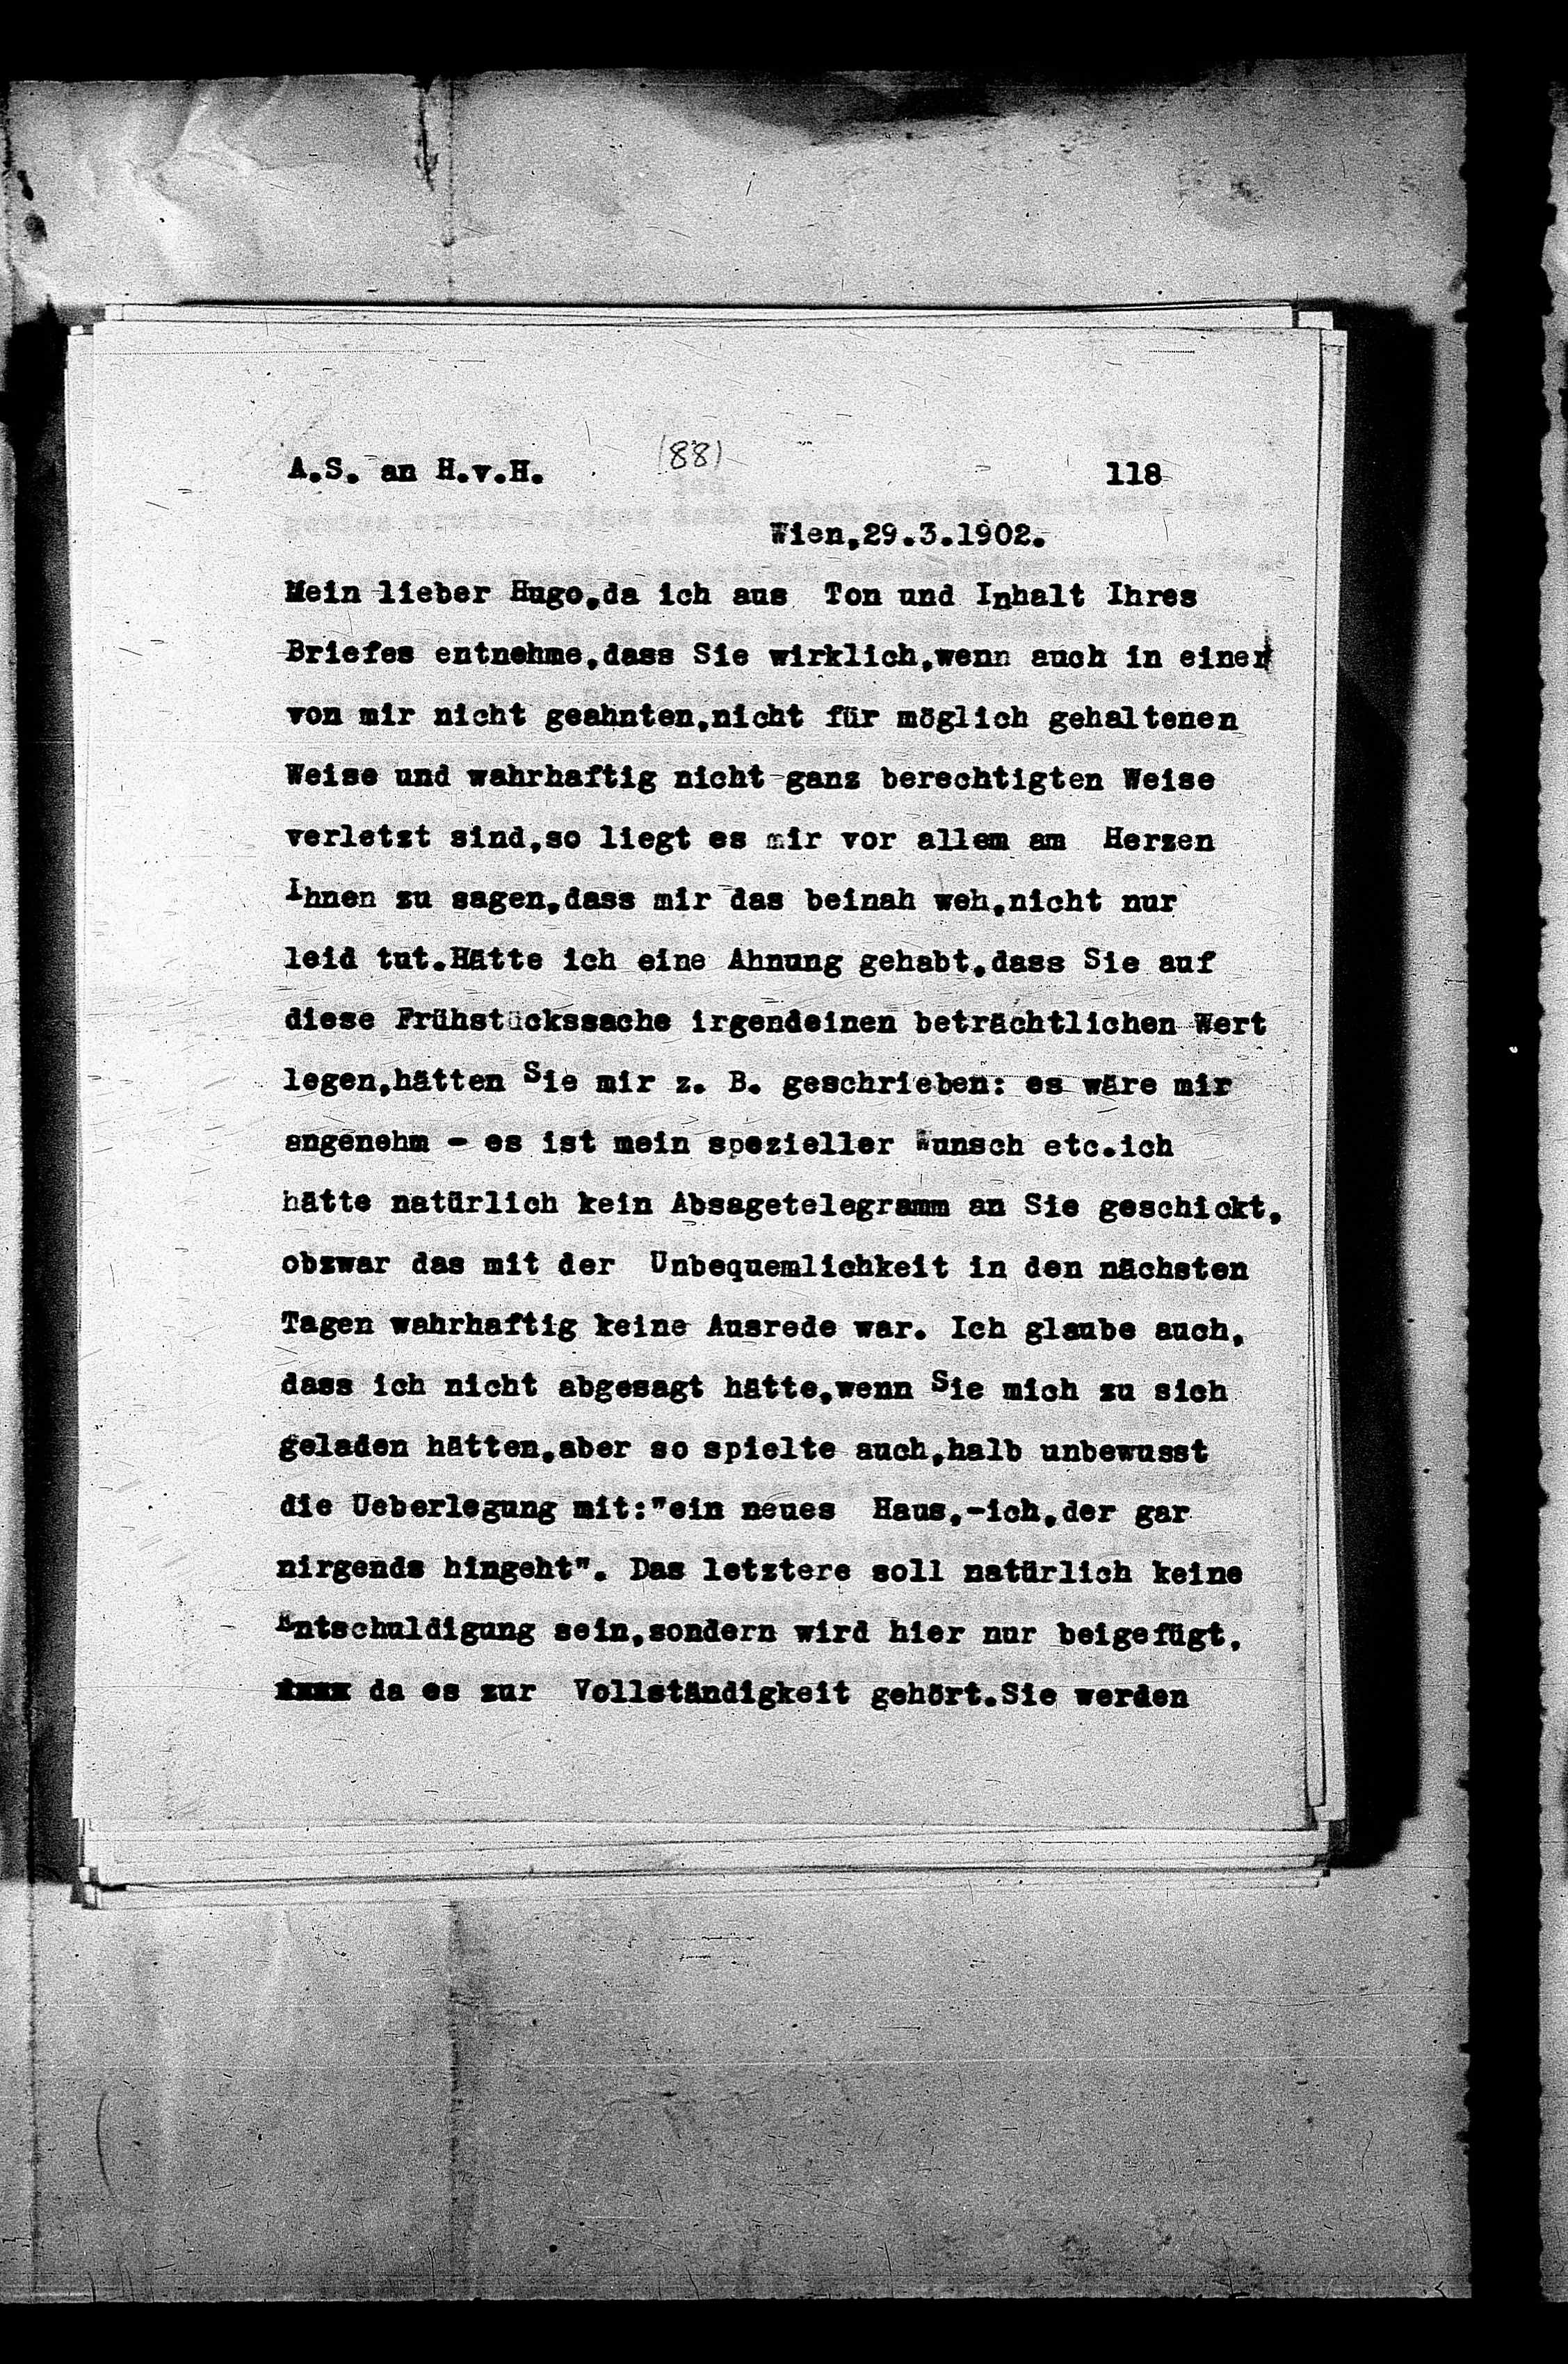 A.S. an H.v.H. (88) 118
Wien,29.3.1902.
Mein lieber Hugo,da ich aus Ton und Inhalt Ihres
Briefes entnehme,dass Sie wirklich,wenn auch in einer
von mir nicht geahnten,nicht für möglich gehaltenen
Weise und wahrhaftig nicht ganz berechtigten Weise
verletzt sind,so liegt es mir vor allem am Herzen
Ihnen zu sagen,dass mir das beinah weh,nicht nur
leid tut.Hätte ich eine Ahnung gehabt,dass Sie auf
diese Frühstückssache irgendeinen beträchtlichen Wert
legen,hätten Sie mir z. B. geschrieben: es wäre mir
angenehm - es ist mein spezieller Wunsch etc.ich
hätte natürlich kein Absagetelegramm an Sie geschickt,
obzwar das mit der Unbequemlichkeit in den nächsten
Tagen wahrhaftig keine Ausrede war. Ich glaube auch,
dass ich nicht abgesagt hätte,wenn Sie mich zu sich
geladen hätten,aber so spielte auch,halb unbewusst
die Ueberlegung mit:"ein neues Haus,-ich,der gar
nirgends hingeht". Das letztere soll natürlich keine
Entschuldigung sein,sondern wird hier nur beigefügt,
da es zur Vollständigkeit gehört.Sie werden